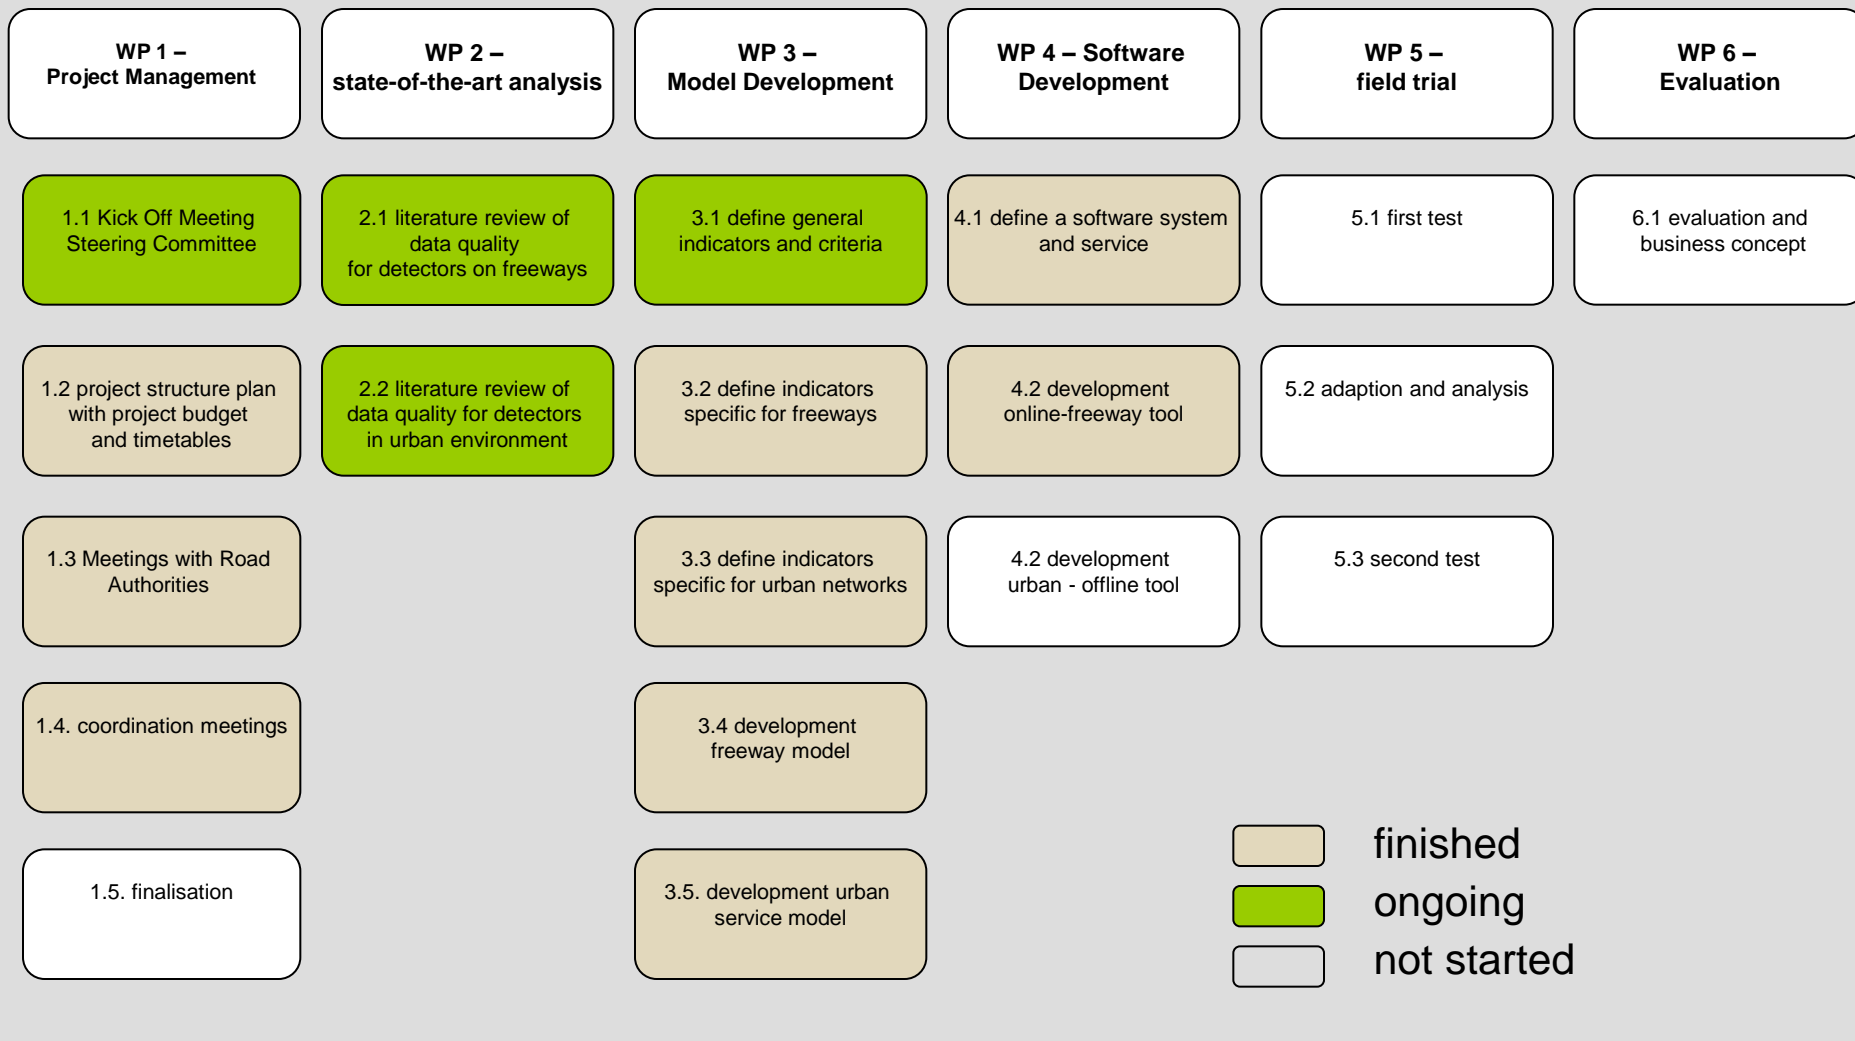 WP 1 –
Project Management
WP 2 –
state-of-the-art analysis
WP 3 –
Model Development
WP 4 – Software
Development
WP 5 –
field trial
WP 6 –
Evaluation
1.1 Kick Off Meeting
Steering Committee
2.1 literature review of
data quality
for detectors on freeways
3.1 define general
indicators and criteria
4.1 define a software system
and service
5.1 first test
6.1 evaluation and
business concept
1.2 project structure plan
with project budget
and timetables
2.2 literature review of
data quality for detectors
in urban environment
3.2 define indicators
specific for freeways
4.2 development
online-freeway tool
5.2 adaption and analysis
1.3 Meetings with Road
Authorities
3.3 define indicators
specific for urban networks
4.2 development
urban - offline tool
5.3 second test
1.4. coordination meetings
3.4 development
freeway model
1.5. finalisation
3.5. development urban
service model
finished
ongoing
not started